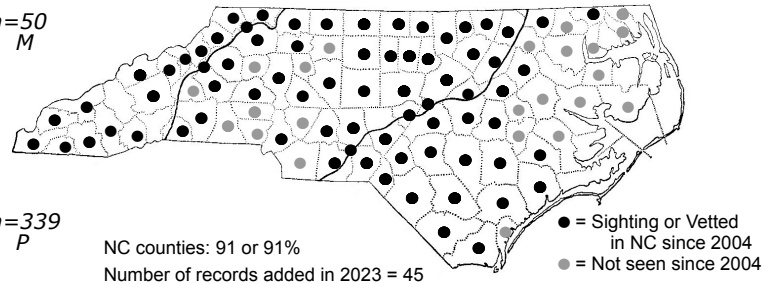 n=50
M
n=339
P
NC counties: 91 or 91%
Number of records added in 2023 = 45
= Sighting or Vetted
in NC since 2004
= Not seen since 2004